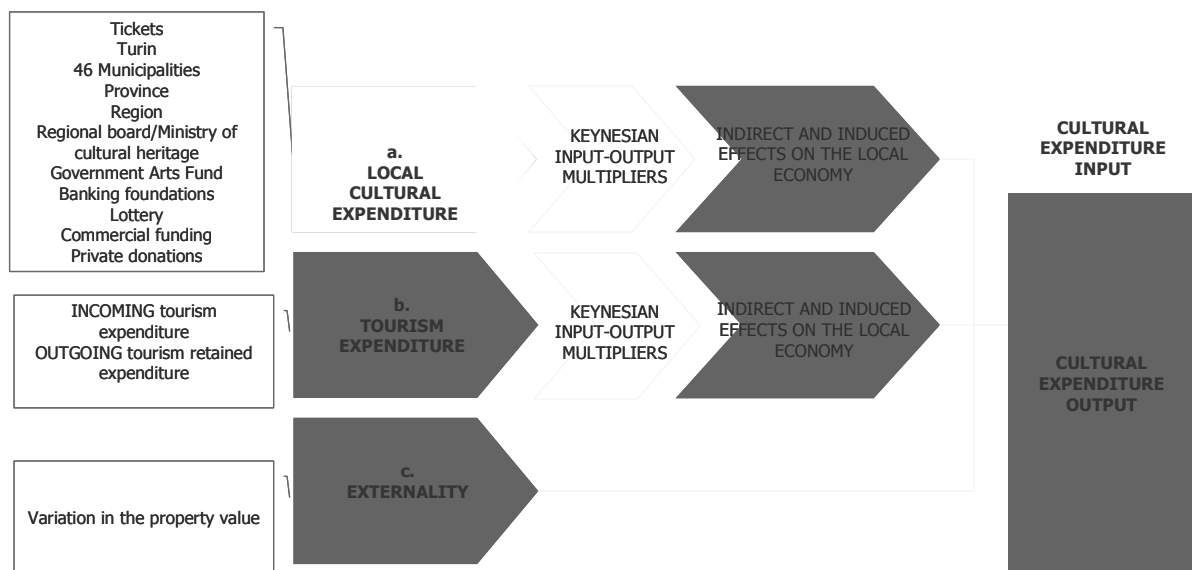 Tickets
Turin
46 Municipalities
Province
Region
Regional board/Ministry of
cultural heritage
Government Arts Fund
Banking foundations
Lottery
Commercial funding
Private donations
a.
LOCAL
CULTURAL
EXPENDITURE
KEYNESIAN
INPUT-OUTPUT
MULTIPLIERS
INDIRECT AND INDUCED
EFFECTS ON THE LOCAL
ECONOMY
CULTURAL
EXPENDITURE
INPUT
INCOMING tourism
expenditure
OUTGOING tourism retained
expenditure
b.
TOURISM
EXPENDITURE
KEYNESIAN
INPUT-OUTPUT
MULTIPLIERS
INDIRECT AND INDUCED
EFFECTS ON THE LOCAL
ECONOMY
CULTURAL
EXPENDITURE
OUTPUT
Variation in the property value
c.
EXTERNALITY